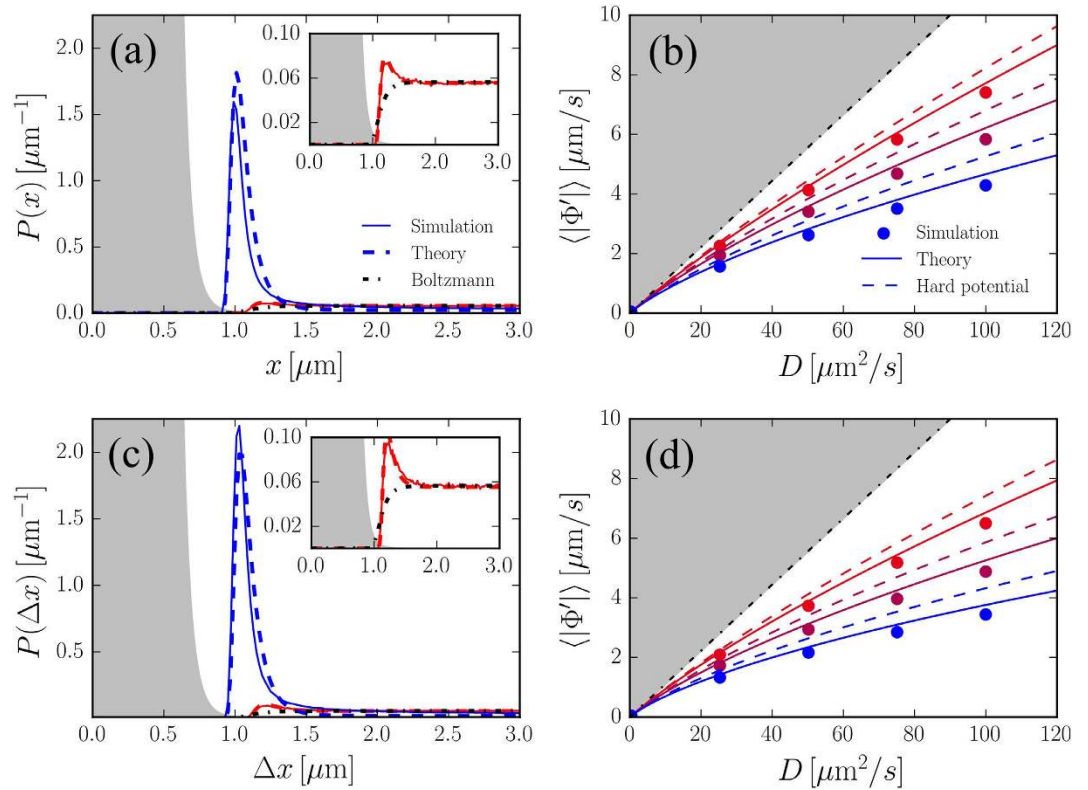 (a)
2.0
1.5
1.0
0.5
0.0
P(x) [μm⁻¹]
0.10
0.06
0.02
0.0 1.0 2.0 3.0
Simulation
Theory
Boltzmann
0.0 0.5 1.0 1.5 2.0 2.5 3.0
x [μm]
(b)
10
8
6
4
2
0
⟨|Φ′|⟩ [μm/s]
Simulation
Theory
Hard potential
0 20 40 60 80 100 120
D [μm²/s]
(c)
2.0
1.5
1.0
0.5
P(Δx) [μm⁻¹]
0.10
0.06
0.02
0.0 1.0 2.0 3.0
0.0 0.5 1.0 1.5 2.0 2.5 3.0
Δx [μm]
(d)
10
8
6
4
2
0
⟨|Φ′|⟩ [μm/s]
0 20 40 60 80 100 120
D [μm²/s]